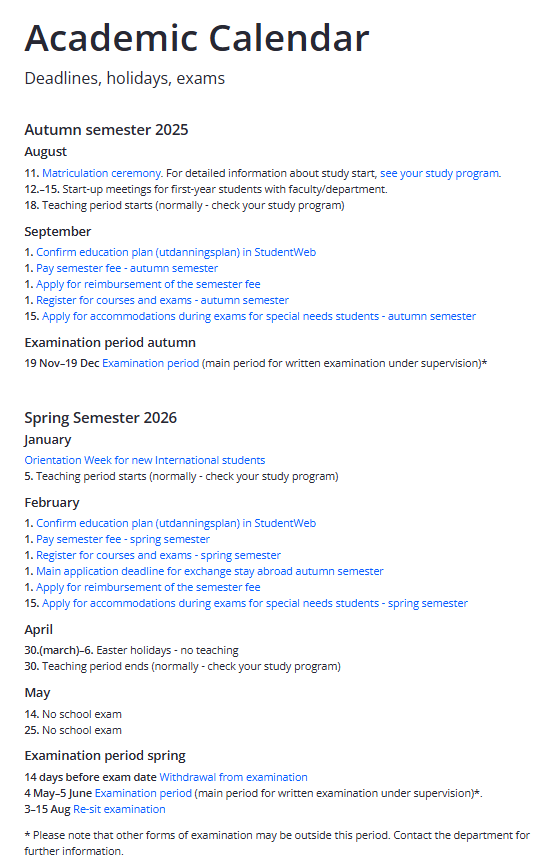 Academic Calendar
Deadlines, holidays, exams
Autumn semester 2025
August
11. Matriculation ceremony. For detailed information about study start, see your study program.
12.–15. Start-up meetings for first-year students with faculty/department.
18. Teaching period starts (normally - check your study program)
September
1. Confirm education plan (utdanningsplan) in StudentWeb
1. Pay semester fee - autumn semester
1. Apply for reimbursement of the semester fee
1. Register for courses and exams - autumn semester
15. Apply for accommodations during exams for special needs students - autumn semester
Examination period autumn
19 Nov–19 Dec Examination period (main period for written examination under supervision)*
Spring Semester 2026
January
Orientation Week for new International students
5. Teaching period starts (normally - check your study program)
February
1. Confirm education plan (utdanningsplan) in StudentWeb
1. Pay semester fee - spring semester
1. Register for courses and exams - spring semester
1. Main application deadline for exchange stay abroad autumn semester
1. Apply for reimbursement of the semester fee
15. Apply for accommodations during exams for special needs students - spring semester
April
30.(march)–6. Easter holidays - no teaching
30. Teaching period ends (normally - check your study program)
May
14. No school exam
25. No school exam
Examination period spring
14 days before exam date Withdrawal from examination
4 May–5 June Examination period (main period for written examination under supervision)*.
3–15 Aug Re-sit examination
* Please note that other forms of examination may be outside this period. Contact the department for
further information.